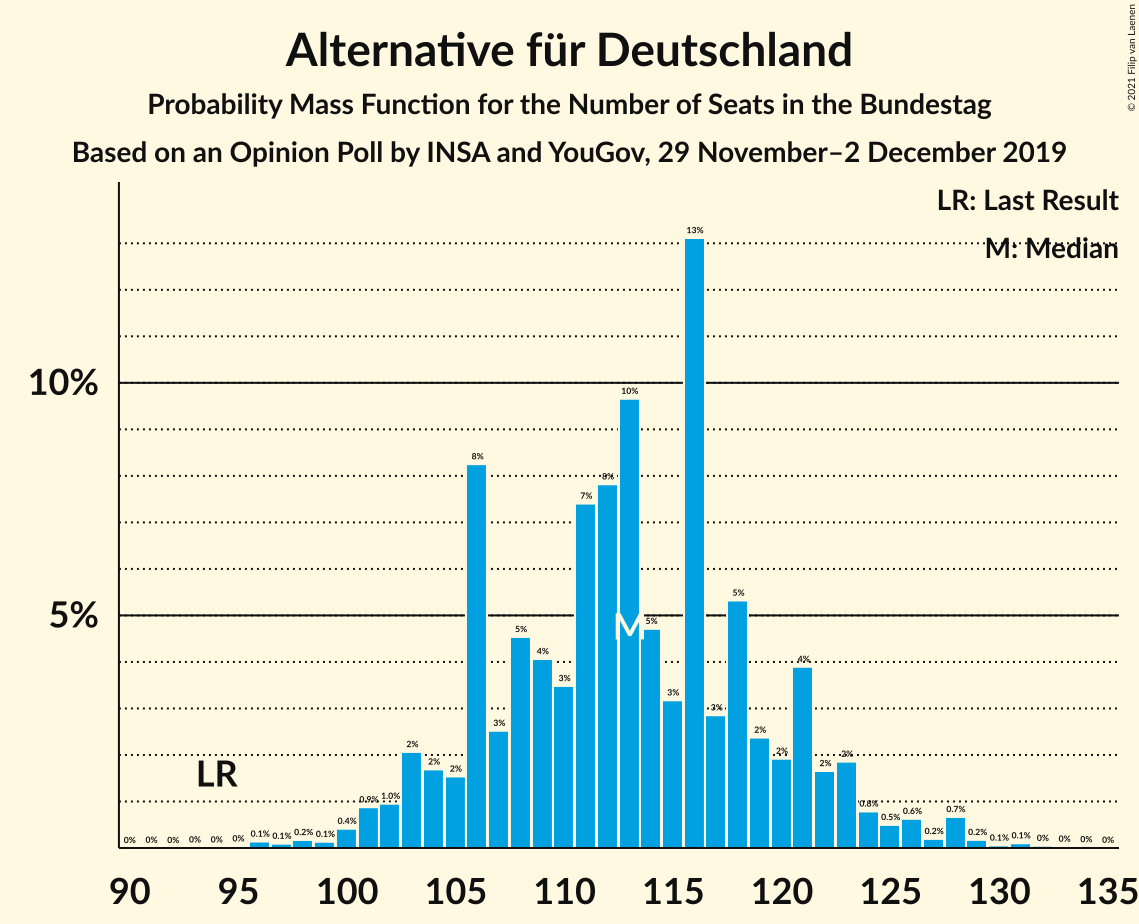 Alternative für Deutschland
Probability Mass Function for the Number of Seats in the Bundestag
Based on an Opinion Poll by INSA and YouGov, 29 November–2 December 2019
© 2021 Filip van Laenen
LR: Last Result
M: Median
10%
5%
LR
M
0% 0% 0% 0% 0% 0% 0.1% 0.1% 0.2% 0.1% 0.4% 0.9% 1.0% 2% 2% 2% 8% 3% 5% 4% 3% 7% 8% 10% 5% 3% 13% 3% 5% 2% 2% 4% 2% 2% 0.8% 0.5% 0.6% 0.2% 0.7% 0.2% 0.1% 0.1% 0% 0% 0% 0%
90 95 100 105 110 115 120 125 130 135